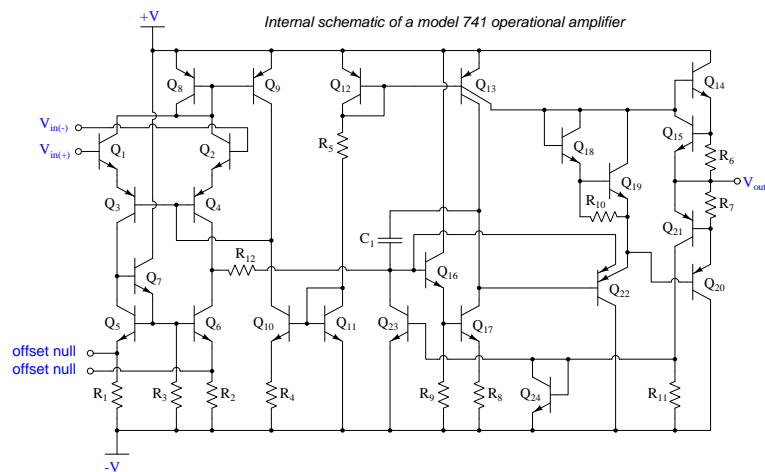 Internal schematic of a model 741 operational amplifier
+V
Q8
Q9
Q12
Q13
Q14
Vin(-)
Vin(+)
Q1
Q2
R5
Q18
Q15
R6
Q19
Vout
Q3
Q4
R10
R7
C1
Q21
R12
Q16
Q7
Q22
Q20
Q5
Q6
Q10
Q11
Q23
Q17
offset null
offset null
R1
R3
R2
R4
R9
R8
Q24
R11
-V